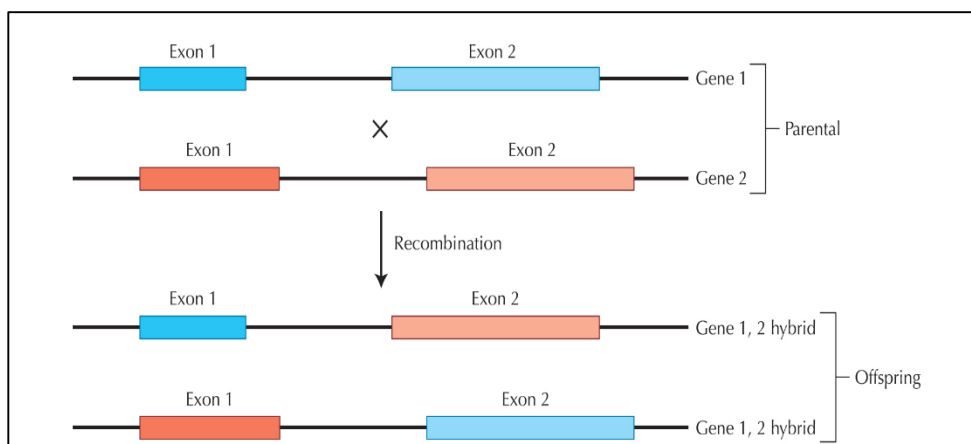 Exon 1
Exon 2
Gene 1
Parental
Exon 1
Exon 2
Gene 2
Recombination
Exon 1
Exon 2
Gene 1, 2 hybrid
Offspring
Exon 1
Exon 2
Gene 1, 2 hybrid